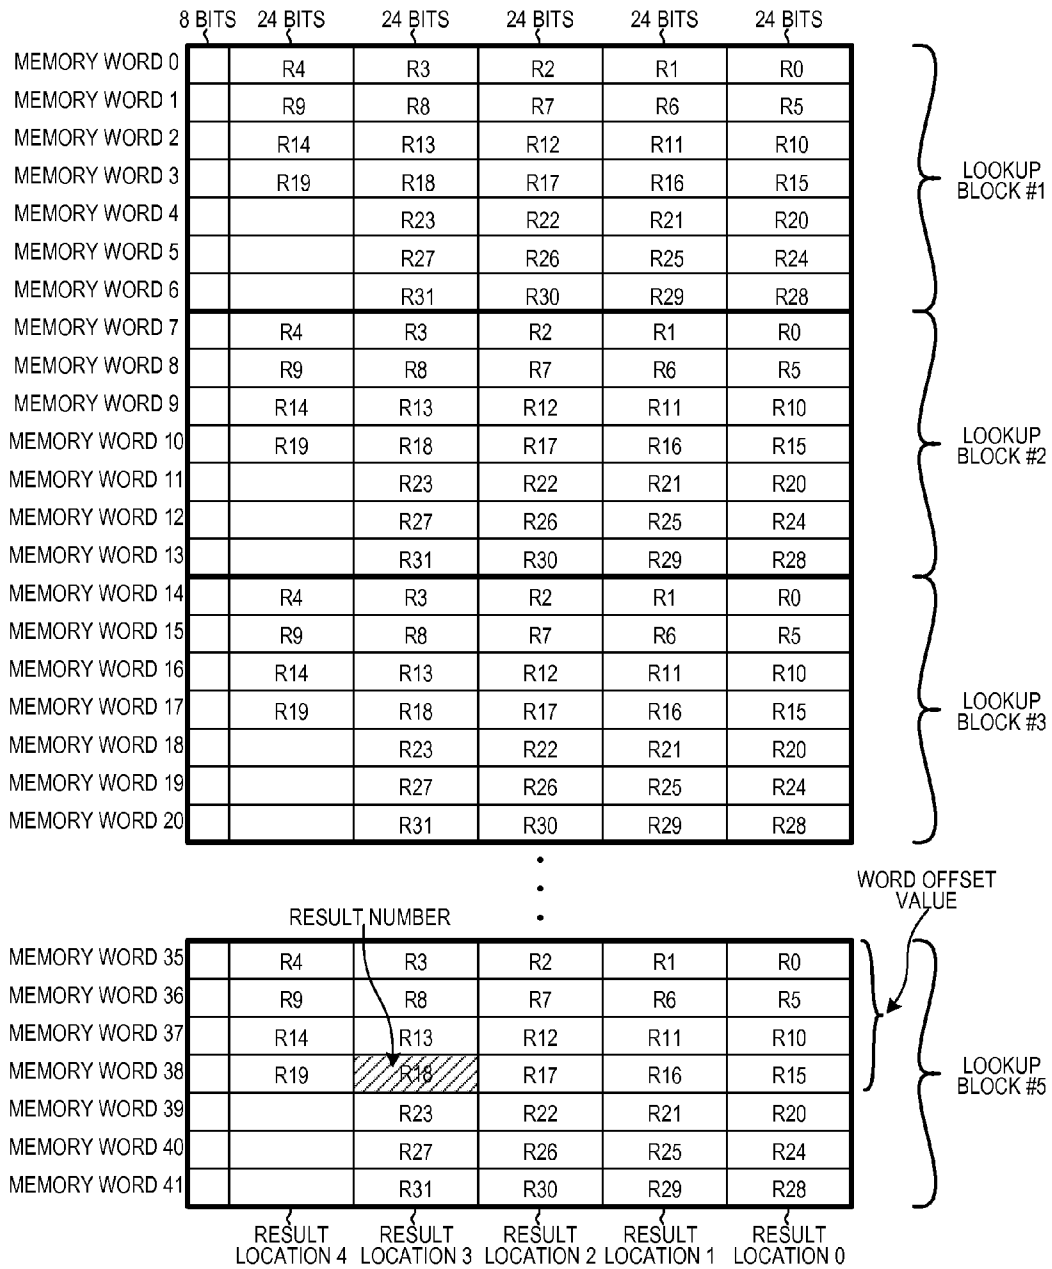 8 BITS 24 BITS 24 BITS 24 BITS 24 BITS 24 BITS
MEMORY WORD 0 R4 R3 R2 R1 R0
MEMORY WORD 1 R9 R8 R7 R6 R5
MEMORY WORD 2 R14 R13 R12 R11 R10
MEMORY WORD 3 R19 R18 R17 R16 R15
MEMORY WORD 4 R23 R22 R21 R20
MEMORY WORD 5 R27 R26 R25 R24
MEMORY WORD 6 R31 R30 R29 R28
LOOKUP
BLOCK #1
MEMORY WORD 7 R4 R3 R2 R1 R0
MEMORY WORD 8 R9 R8 R7 R6 R5
MEMORY WORD 9 R14 R13 R12 R11 R10
MEMORY WORD 10 R19 R18 R17 R16 R15
MEMORY WORD 11 R23 R22 R21 R20
MEMORY WORD 12 R27 R26 R25 R24
MEMORY WORD 13 R31 R30 R29 R28
LOOKUP
BLOCK #2
MEMORY WORD 14 R4 R3 R2 R1 R0
MEMORY WORD 15 R9 R8 R7 R6 R5
MEMORY WORD 16 R14 R13 R12 R11 R10
MEMORY WORD 17 R19 R18 R17 R16 R15
MEMORY WORD 18 R23 R22 R21 R20
MEMORY WORD 19 R27 R26 R25 R24
MEMORY WORD 20 R31 R30 R29 R28
LOOKUP
BLOCK #3
WORD OFFSET
VALUE
RESULT NUMBER
MEMORY WORD 35 R4 R3 R2 R1 R0
MEMORY WORD 36 R9 R8 R7 R6 R5
MEMORY WORD 37 R14 R13 R12 R11 R10
MEMORY WORD 38 R19 R18 R17 R16 R15
MEMORY WORD 39 R23 R22 R21 R20
MEMORY WORD 40 R27 R26 R25 R24
MEMORY WORD 41 R31 R30 R29 R28
LOOKUP
BLOCK #5
RESULT RESULT RESULT RESULT RESULT
LOCATION 4 LOCATION 3 LOCATION 2 LOCATION 1 LOCATION 0